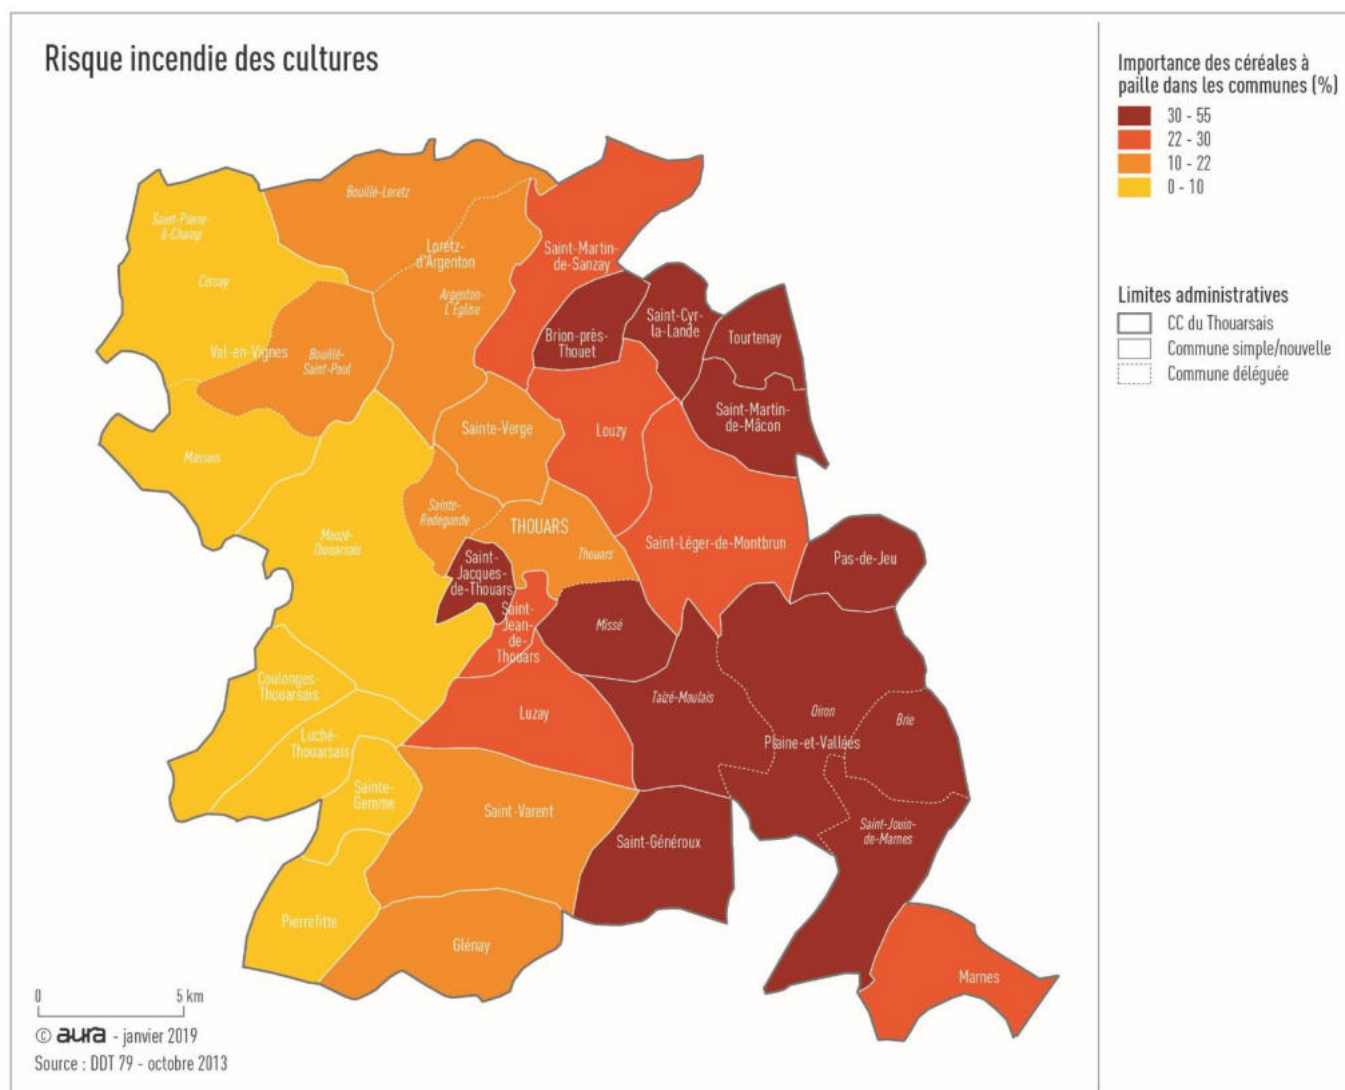 Risque incendie des cultures
Importance des céréales à
paille dans les communes (%)
30 - 55
22 - 30
10 - 22
0 - 10
Limites administratives
CC du Thouarsais
Commune simple/nouvelle
Commune déléguée
Bouillé-Loretz
Saint-Pierre-
à-Champ
Loretz-
d'Argenton
Saint-Martin-
de-Sanzay
Cersay
Argenton-
L'Église
Saint-Cyr-
la-Lande
Brion-près-
Thouet
Tourtenay
Val-en-Vignes
Bouillé-
Saint-Paul
Saint-Martin-
de-Mâcon
Sainte-Verge
Louzy
Massais
Sainte-
Radegonde
THOUARS
Thouars
Mauzé-
Thouarsais
Saint-Léger-de-Montbrun
Pas-de-Jeu
Saint-
Jacques-
de-Thouars
Saint-
Jean-
de-
Thouars
Missé
Coulonges-
Thouarsais
Taizé-Maulais
Luzay
Oiron
Brie
Luché-
Thouarsais
Plaine-et-Vallées
Sainte-
Gemme
Saint-Varent
Saint-Généroux
Saint-Jouin-
de-Marnes
Pierrefitte
Glénay
Marnes
0 5 km
© aura - janvier 2019
Source : DDT 79 - octobre 2013